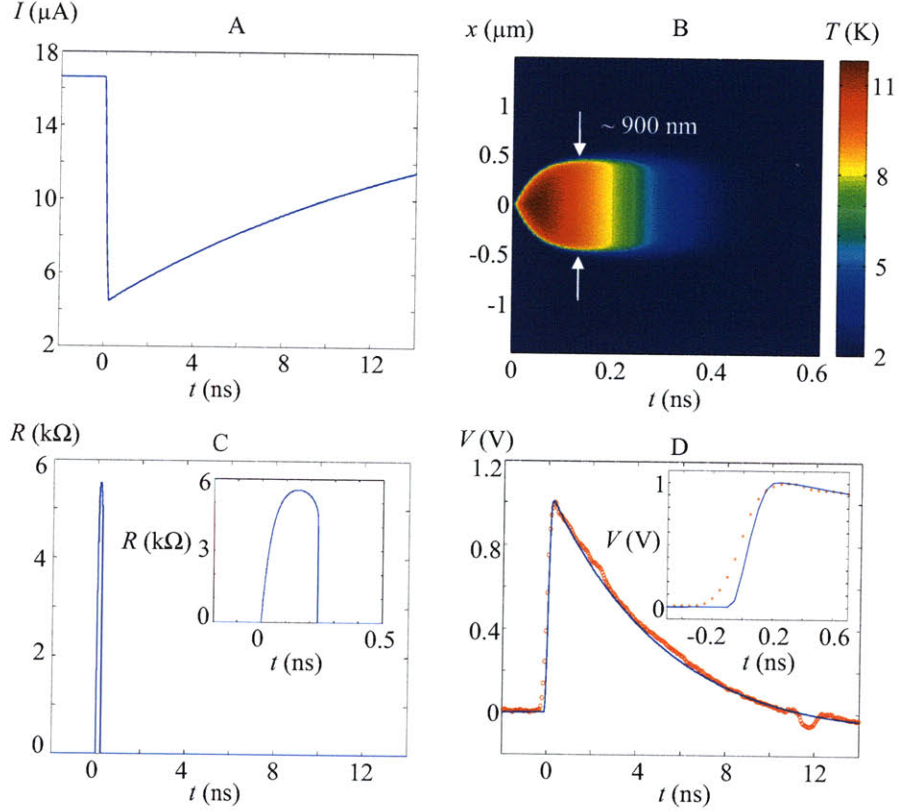 I (μA)
A
18
16
14
10
6
4
2
0
4
8
12
t (ns)
x (μm)
B
T (K)
1
0.5
0
-0.5
-1
~ 900 nm
11
8
5
2
0
0.2
0.4
0.6
t (ns)
R (kΩ)
C
6
4
2
0
0
4
8
12
t (ns)
R (kΩ)
6
3
0
0
0.5
t (ns)
V (V)
D
1.2
0.8
0.4
0
0
4
8
12
t (ns)
V (V)
1
0
-0.2
0.2
0.6
t (ns)